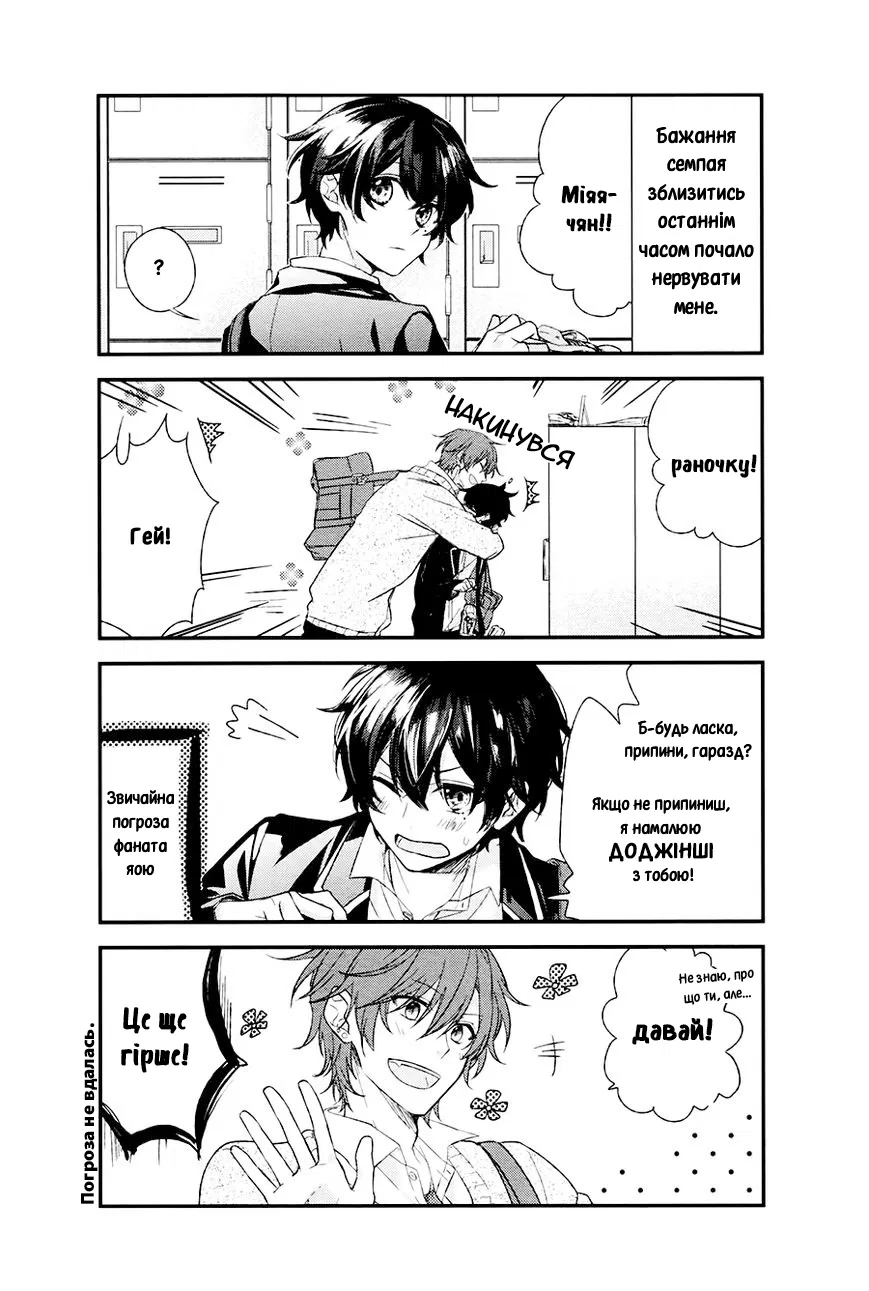 Бажання
семпая
зблизитись
останнім
часом почало
нервувати
мене.
Міяя-
чян!!
?
раночку!
НАКИНУВСЯ
Гей!
Б-будь ласка,
припини, гаразд?
Якщо не припиниш,
я намалюю
ДОДЖІНШІ
з тобою!
Звичайна
погроза
фаната
яою
Не знаю, про
що ти, але...
давай!
Це ще
гірше!
Погроза не вдалась.